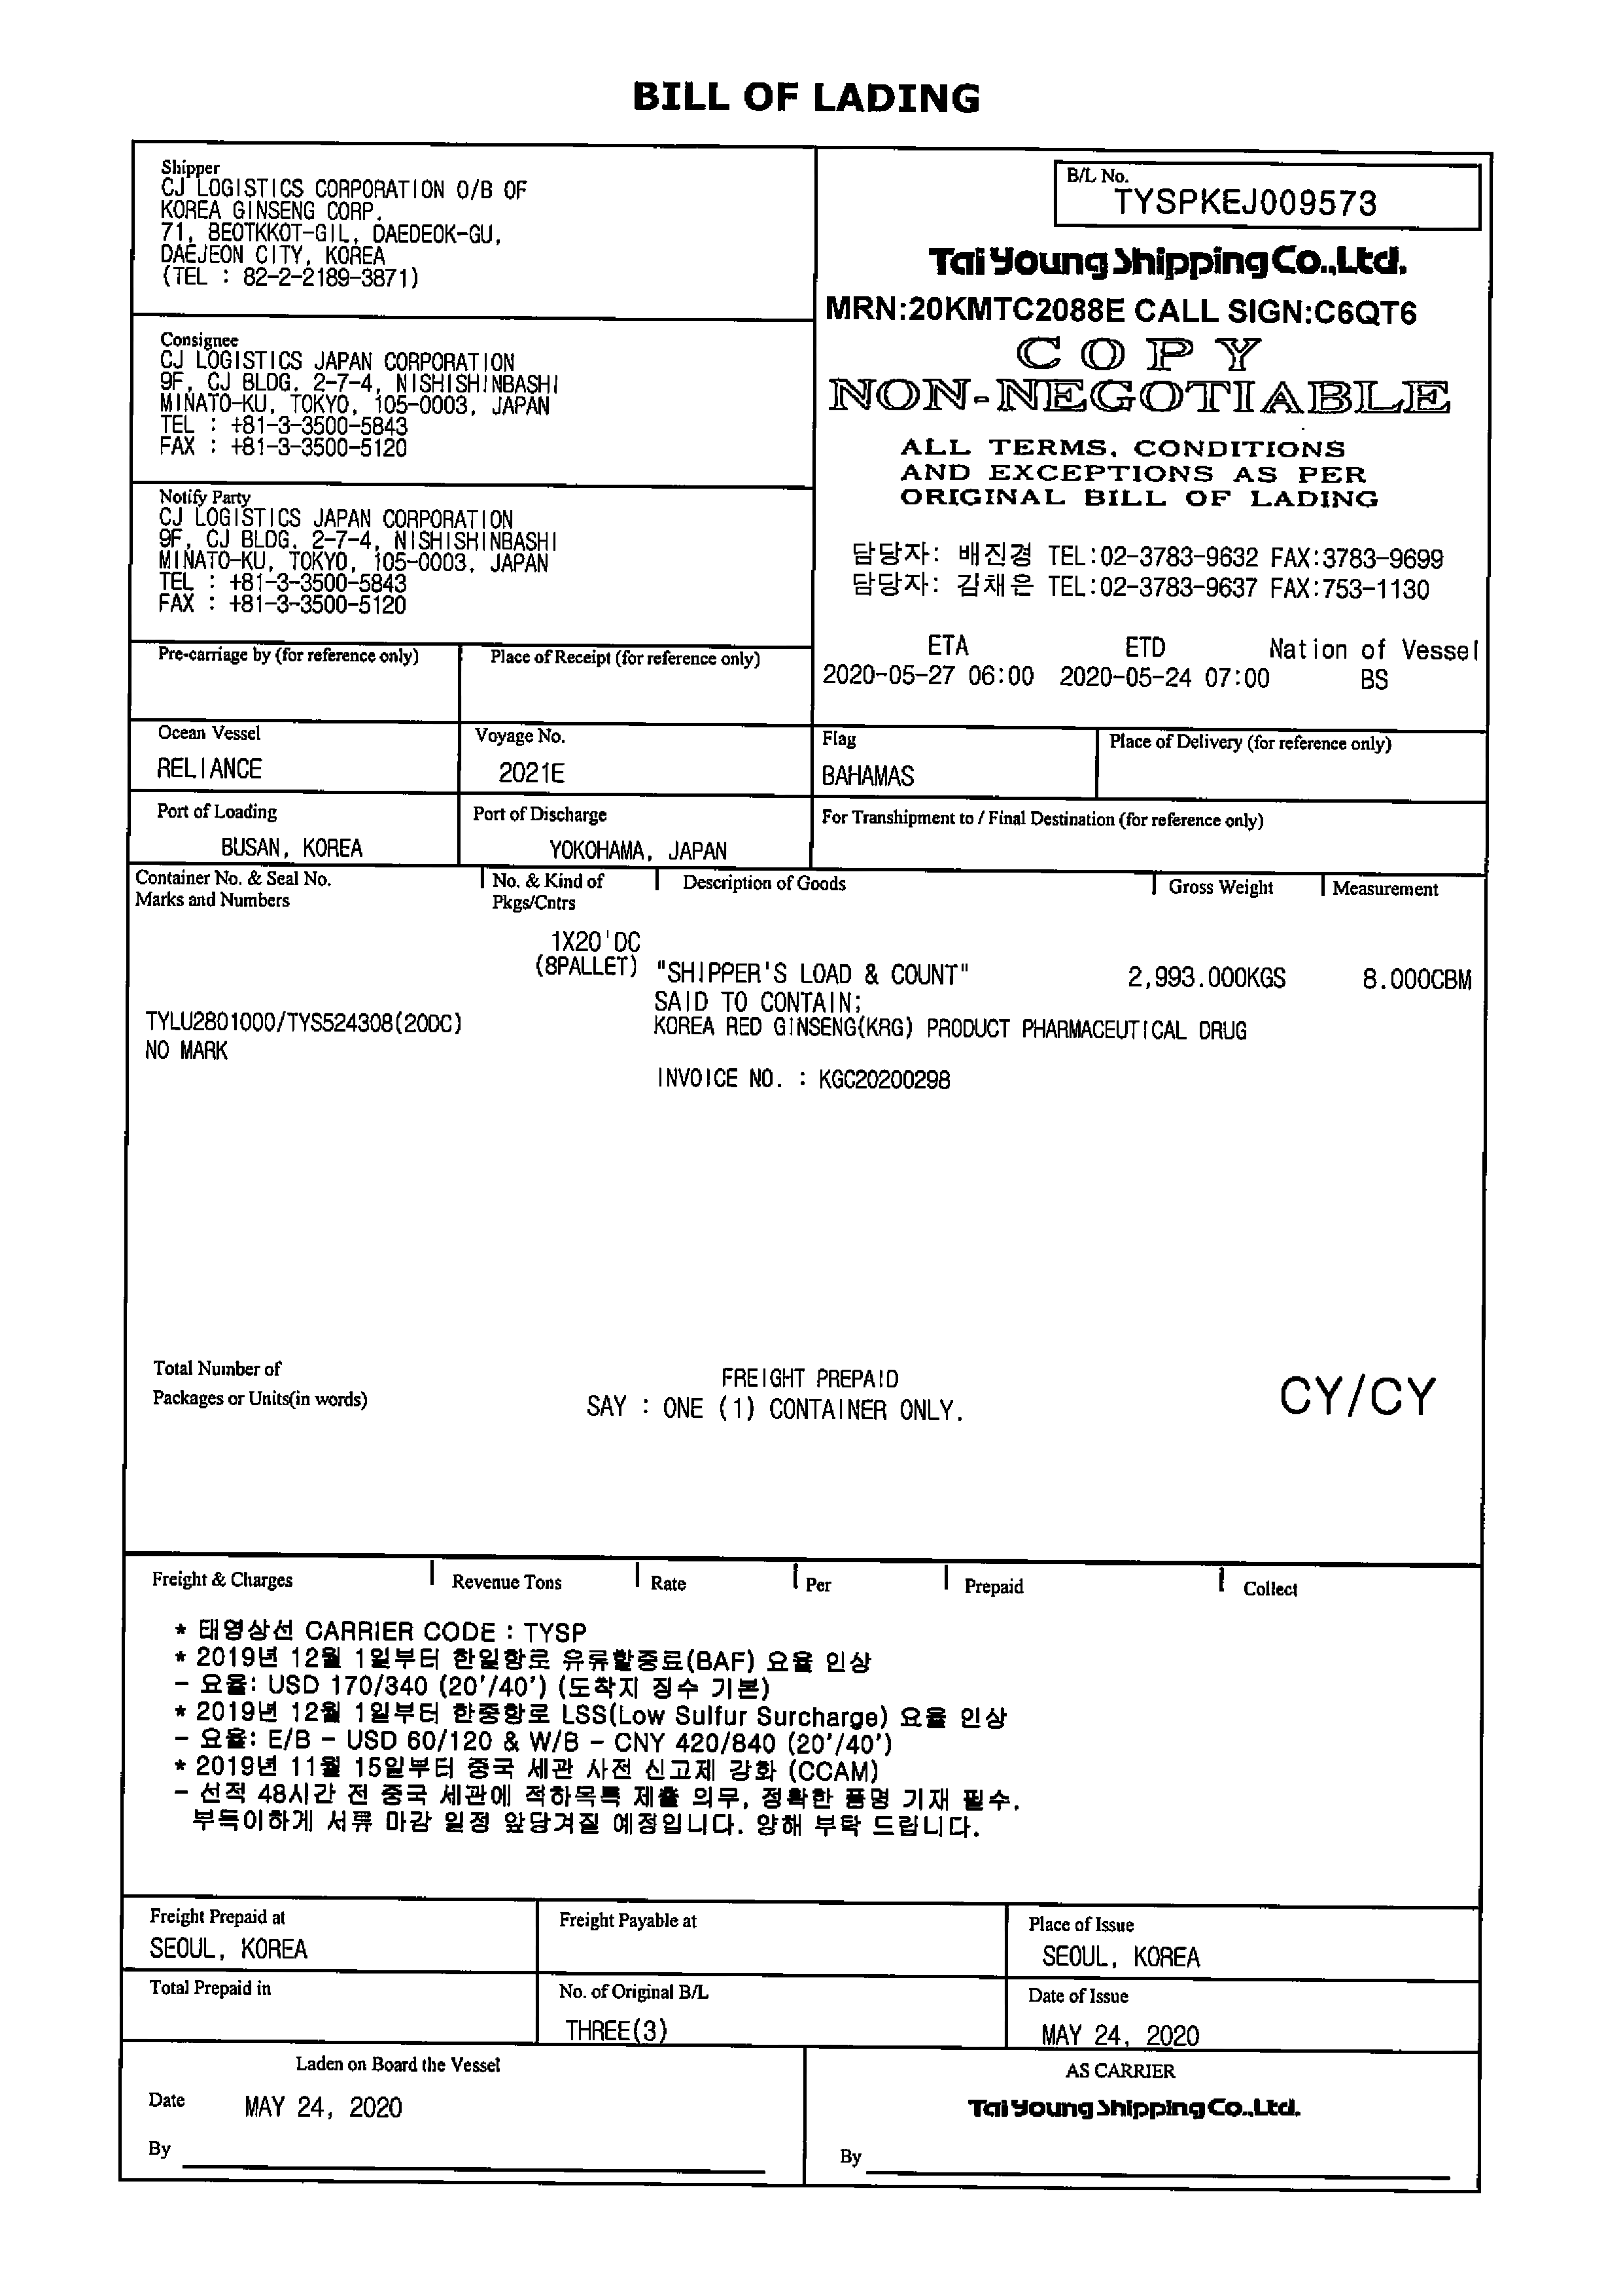 BILL OF LADING
Shipper
CJ LOGISTICS CORPORATION O/B OF
KOREA GINSENG CORP.
71, BEOTKKOT-GIL, DAEDEOK-GU,
DAEJEON CITY, KOREA
(TEL : 82-2-2189-3871)
B/L No.
TYSPKEJ009573
Tai Young Shipping Co.,Ltd.
MRN:20KMTC2088E CALL SIGN:C6QT6
COPY
NON-NEGOTIABLE
ALL TERMS, CONDITIONS
AND EXCEPTIONS AS PER
ORIGINAL BILL OF LADING
Consignee
CJ LOGISTICS JAPAN CORPORATION
9F, CJ BLDG. 2-7-4, NISHISHINBASHI
MINATO-KU, TOKYO, 105-0003, JAPAN
TEL : +81-3-3500-5843
FAX : +81-3-3500-5120
Notify Party
CJ LOGISTICS JAPAN CORPORATION
9F, CJ BLDG. 2-7-4, NISHISHINBASHI
MINATO-KU, TOKYO, 105-0003, JAPAN
TEL : +81-3-3500-5843
FAX : +81-3-3500-5120
담당자: 배진경 TEL:02-3783-9632 FAX:3783-9699
담당자: 김채은 TEL:02-3783-9637 FAX:753-1130
ETA ETD Nation of Vessel
2020-05-27 06:00 2020-05-24 07:00 BS
Pre-carriage by (for reference only) Place of Receipt (for reference only)
Ocean Vessel Voyage No. Flag Place of Delivery (for reference only)
RELIANCE 2021E BAHAMAS
Port of Loading Port of Discharge For Transhipment to / Final Destination (for reference only)
BUSAN, KOREA YOKOHAMA, JAPAN
Container No. & Seal No. No. & Kind of Description of Goods Gross Weight Measurement
Marks and Numbers Pkgs/Cntrs
1X20'DC
(8PALLET) "SHIPPER'S LOAD & COUNT" 2,993.000KGS 8.000CBM
SAID TO CONTAIN;
TYLU2801000/TYS524308(20DC) KOREA RED GINSENG(KRG) PRODUCT PHARMACEUTICAL DRUG
NO MARK
INVOICE NO. : KGC20200298
Total Number of FREIGHT PREPAID CY/CY
Packages or Units(in words) SAY : ONE (1) CONTAINER ONLY.
Freight & Charges Revenue Tons Rate Per Prepaid Collect
* 태영상선 CARRIER CODE : TYSP
* 2019년 12월 1일부터 한일항로 유류할증료(BAF) 요율 인상
- 요율: USD 170/340 (20'/40') (도착지 징수 기본)
* 2019년 12월 1일부터 한중항로 LSS(Low Sulfur Surcharge) 요율 인상
- 요율: E/B - USD 60/120 & W/B - CNY 420/840 (20'/40')
* 2019년 11월 15일부터 중국 세관 사전 신고제 강화 (CCAM)
- 선적 48시간 전 중국 세관에 적하목록 제출 의무, 정확한 품명 기재 필수.
부득이하게 서류 마감 일정 앞당겨질 예정입니다. 양해 부탁 드립니다.
Freight Prepaid at Freight Payable at Place of Issue
SEOUL, KOREA SEOUL, KOREA
Total Prepaid in No. of Original B/L Date of Issue
THREE(3) MAY 24, 2020
Laden on Board the Vessel AS CARRIER
Date MAY 24, 2020 Tai Young Shipping Co.,Ltd.
By By